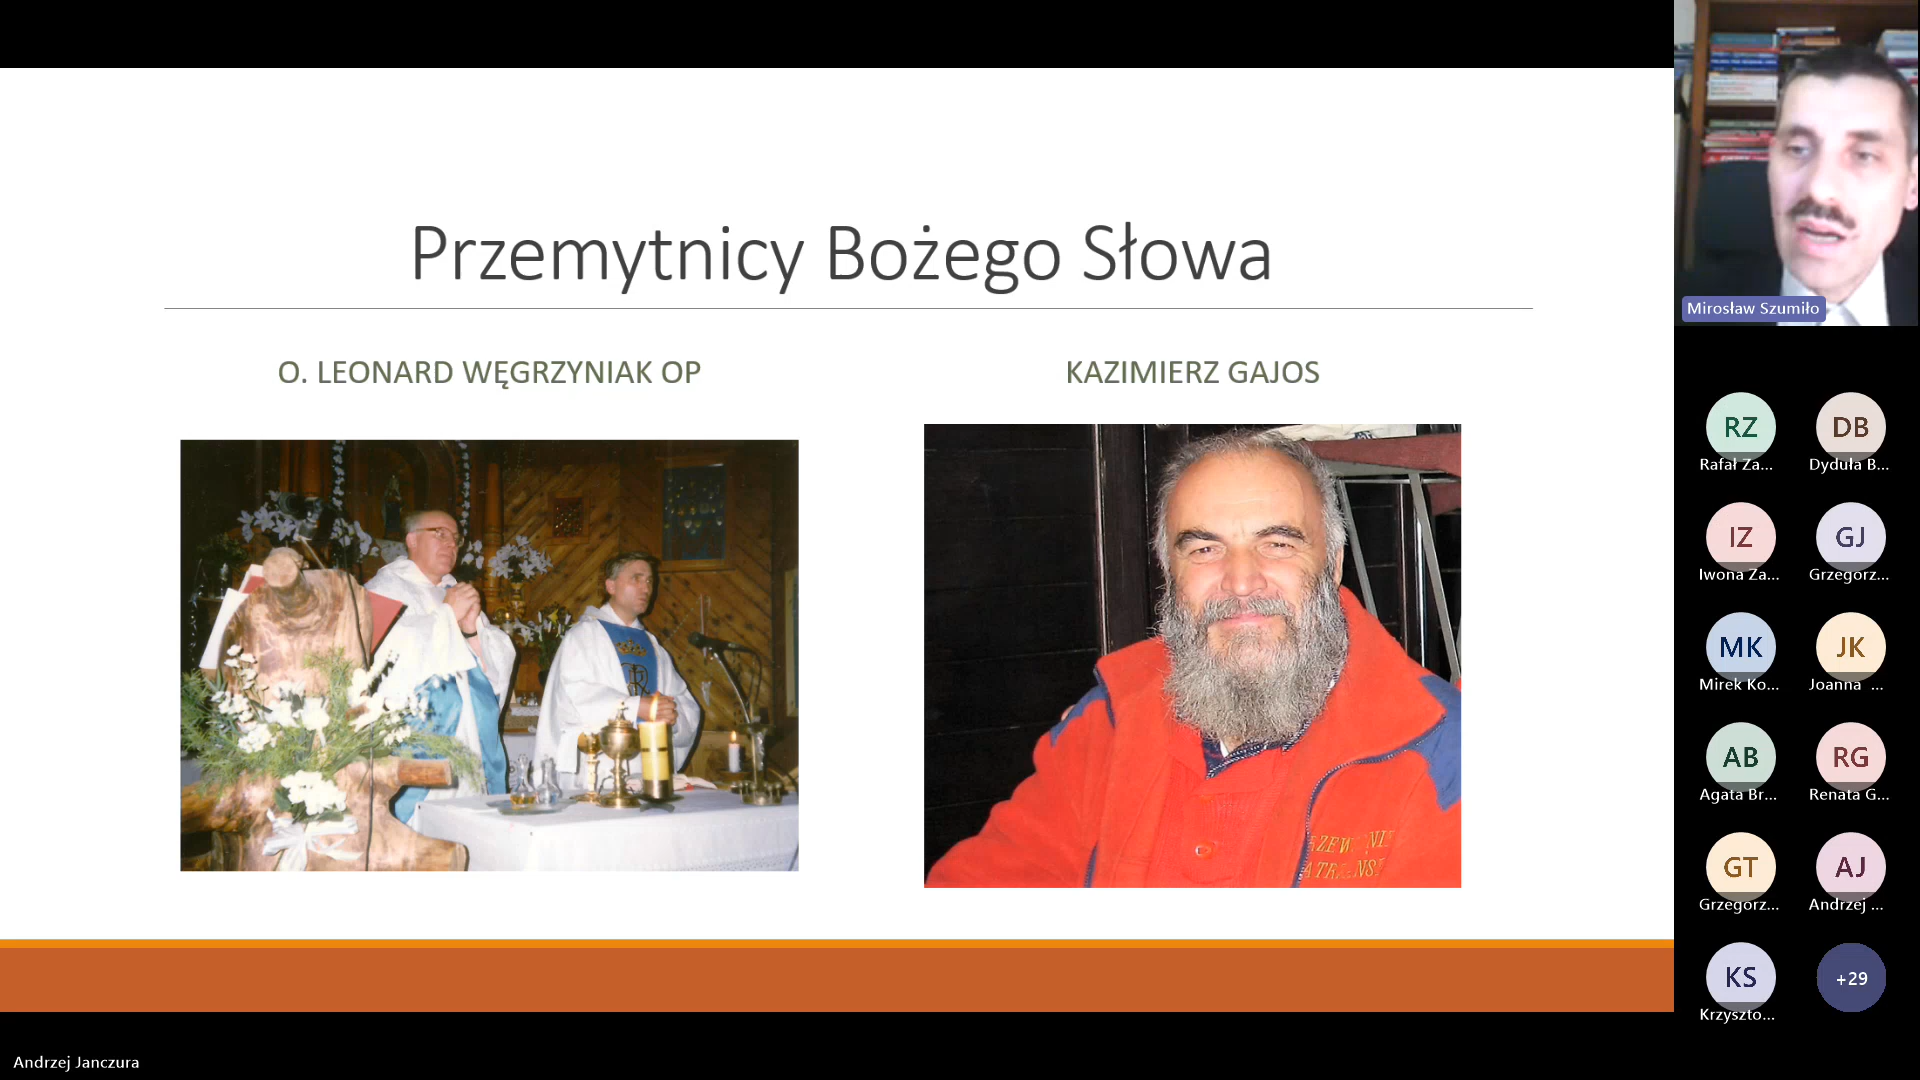 Przemytnicy Bożego Słowa
O. LEONARD WĘGRZYNIAK OP
KAZIMIERZ GAJOS
Mirosław Szumiło
RZ
Rafał Za...
DB
Dyduła B...
IZ
Iwona Za...
GJ
Grzegorz...
MK
Mirek Ko...
JK
Joanna ...
AB
Agata Br...
RG
Renata G...
GT
Grzegorz...
AJ
Andrzej ...
KS
Krzyszto...
+29
Andrzej Janczura